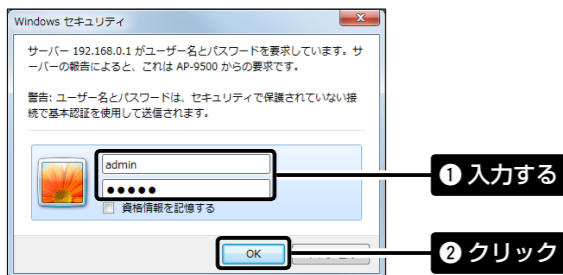 Windows セキュリティ
サーバー 192.168.0.1 がユーザー名とパスワードを要求しています。サ
ーバーの報告によると、これは AP-9500 からの要求です。
警告: ユーザー名とパスワードは、セキュリティで保護されていない接
続で基本認証を使用して送信されます。
admin
●●●●●
❶ 入力する
資格情報を記憶する
OK
❷ クリック